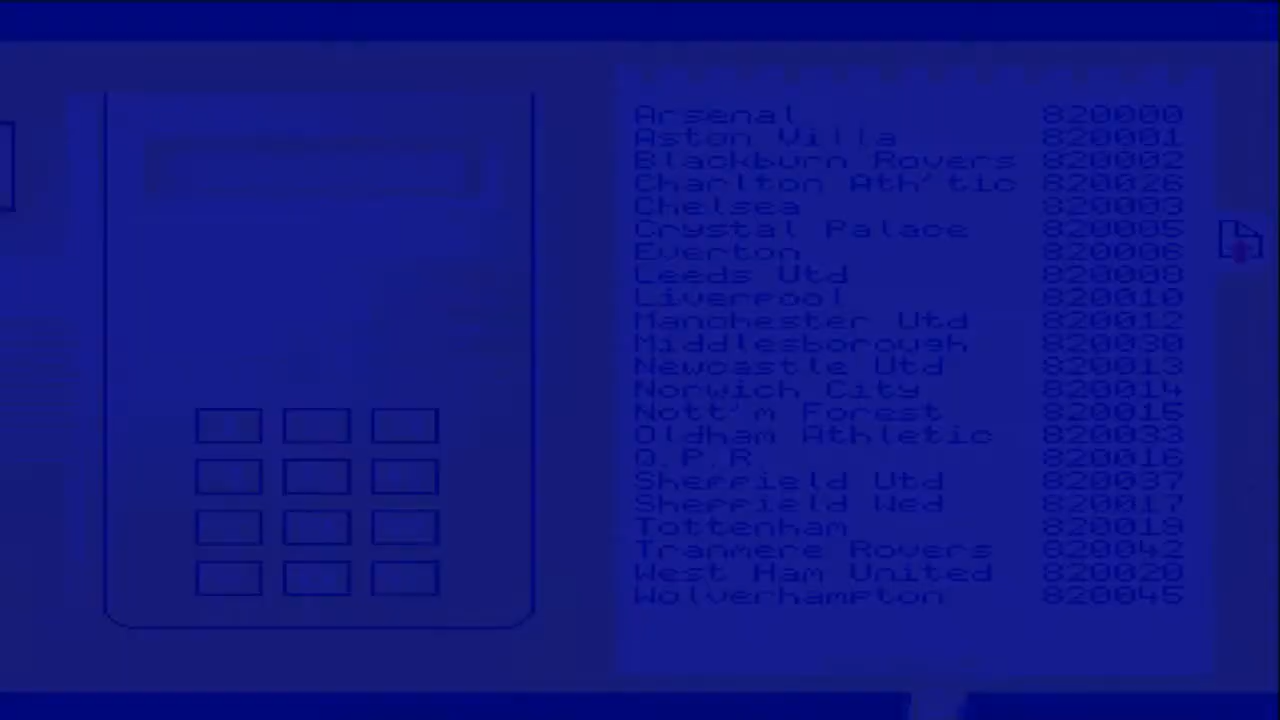 Arsenal 820000
Aston Villa 820001
Blackburn Rovers 820002
Charlton Ath'tic 820026
Chelsea 820003
Crystal Palace 820005
Everton 820006
Leeds Utd 820008
Liverpool 820010
Manchester Utd 820012
Middlesborough 820030
Newcastle Utd 820013
Norwich City 820014
Nott'm Forest 820015
Oldham Athletic 820033
Q.P.R. 820016
Sheffield Utd 820037
Sheffield Wed 820017
Tottenham 820019
Tranmere Rovers 820042
West Ham United 820020
Wolverhampton 820045